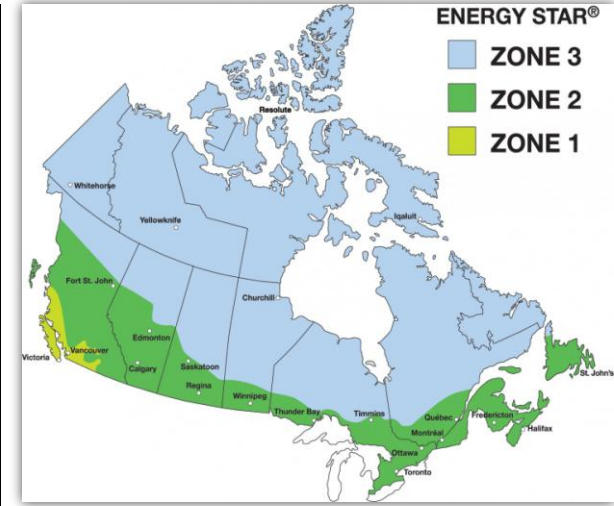 ENERGY STAR®
ZONE 3
ZONE 2
ZONE 1
Resolute
Whitehorse
Yellowknife
Iqaluit
Fort St. John
Churchill
Edmonton
Vancouver
Victoria
Calgary
Saskatoon
Regina
Winnipeg
Thunder Bay
Timmins
Québec
Fredericton
St. John's
Halifax
Montréal
Ottawa
Toronto